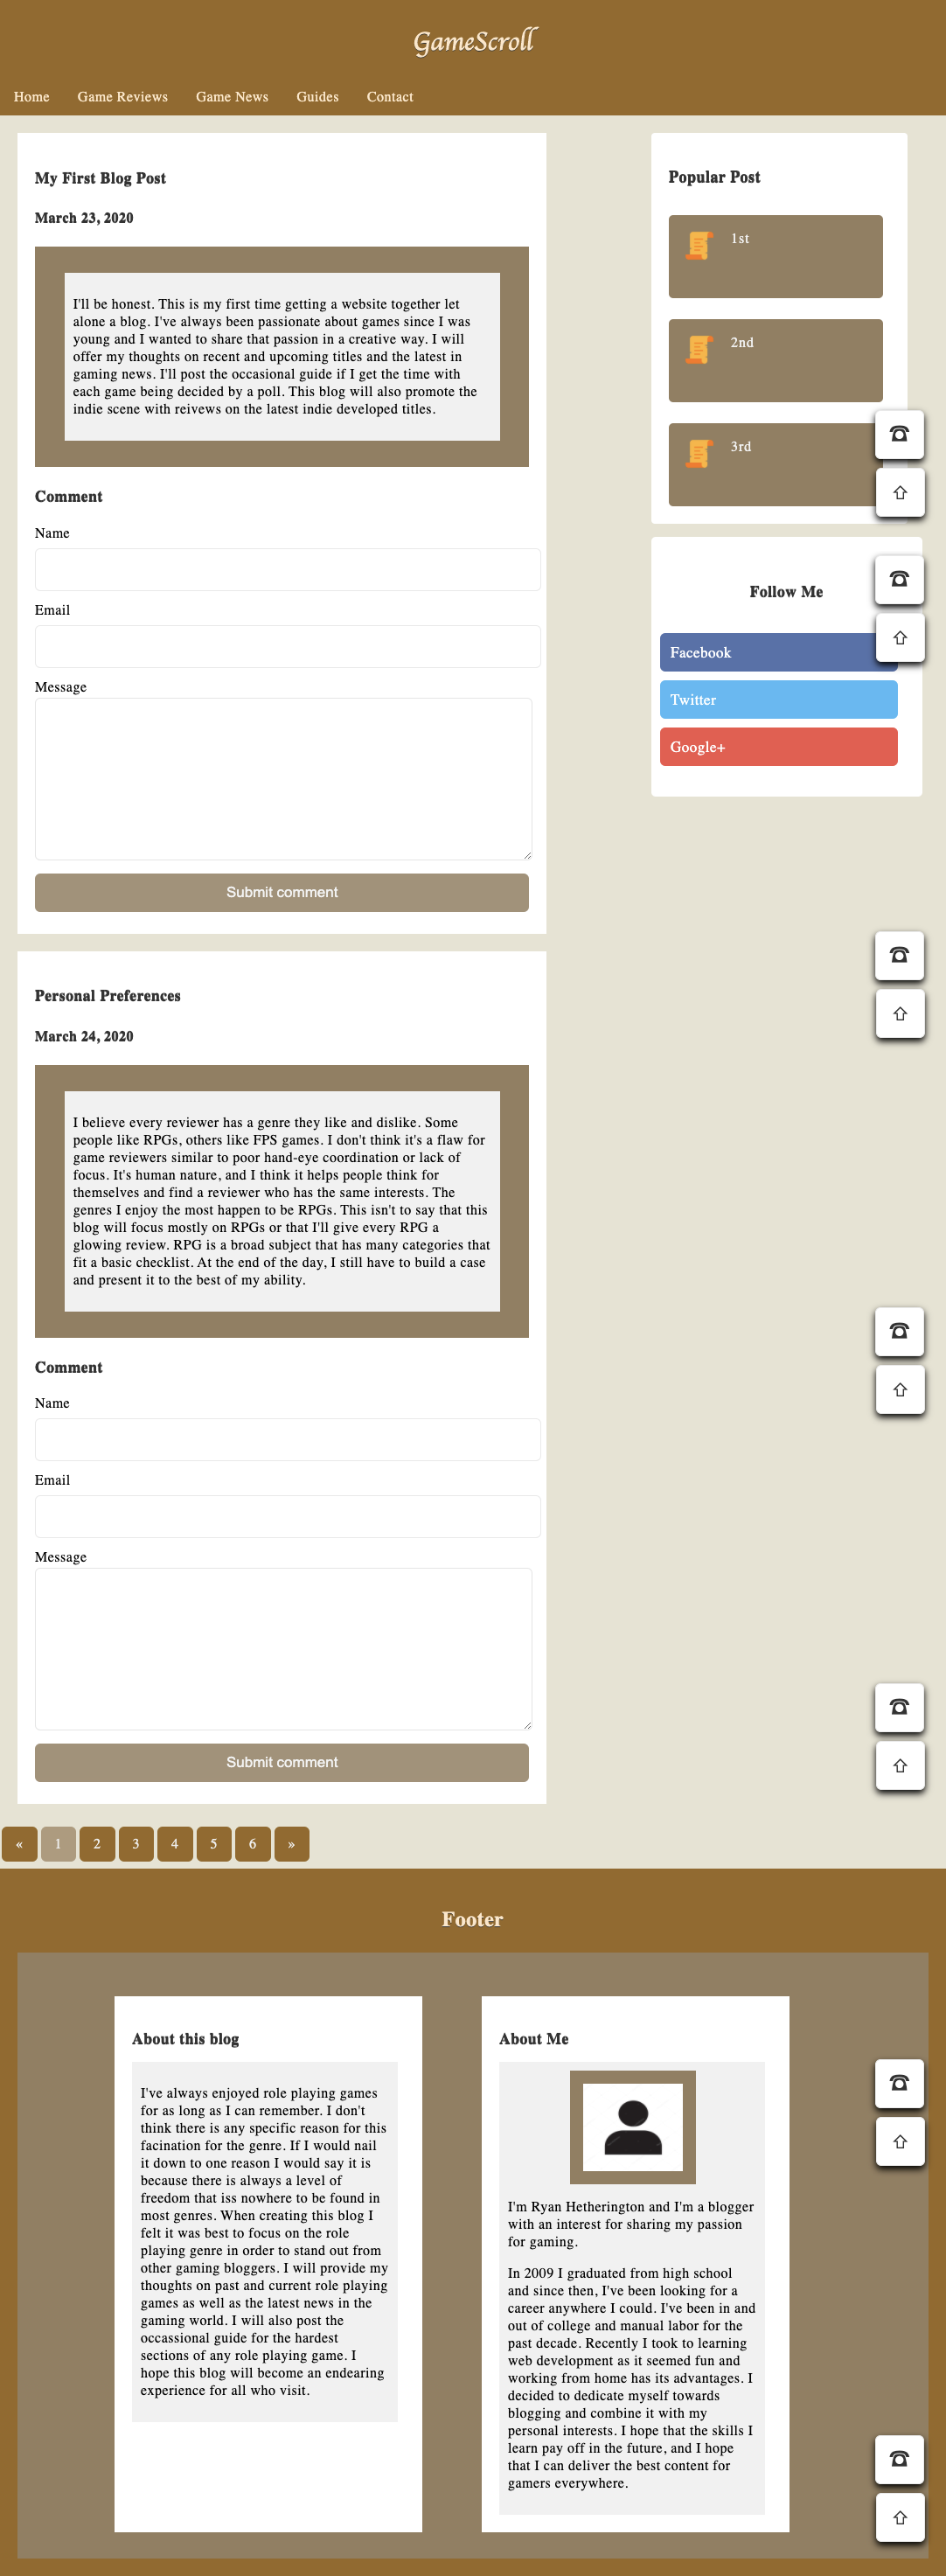 GameScroll
Home Game Reviews Game News Guides Contact
My First Blog Post
March 23, 2020
I'll be honest. This is my first time getting a website together let
alone a blog. I've always been passionate about games since I was
young and I wanted to share that passion in a creative way. I will
offer my thoughts on recent and upcoming titles and the latest in
gaming news. I'll post the occasional guide if I get the time with
each game being decided by a poll. This blog will also promote the
indie scene with reivews on the latest indie developed titles.
Comment
Name
Email
Message
Submit comment
Popular Post
1st
2nd
3rd
Follow Me
Facebook
Twitter
Google+
Personal Preferences
March 24, 2020
I believe every reviewer has a genre they like and dislike. Some
people like RPGs, others like FPS games. I don't think it's a flaw for
game reviewers similar to poor hand-eye coordination or lack of
focus. It's human nature, and I think it helps people think for
themselves and find a reviewer who has the same interests. The
genres I enjoy the most happen to be RPGs. This isn't to say that this
blog will focus mostly on RPGs or that I'll give every RPG a
glowing review. RPG is a broad subject that has many categories that
fit a basic checklist. At the end of the day, I still have to build a case
and present it to the best of my ability.
Comment
Name
Email
Message
Submit comment
« 1 2 3 4 5 6 »
Footer
About this blog
I've always enjoyed role playing games
for as long as I can remember. I don't
think there is any specific reason for this
facination for the genre. If I would nail
it down to one reason I would say it is
because there is always a level of
freedom that iss nowhere to be found in
most genres. When creating this blog I
felt it was best to focus on the role
playing genre in order to stand out from
other gaming bloggers. I will provide my
thoughts on past and current role playing
games as well as the latest news in the
gaming world. I will also post the
occassional guide for the hardest
sections of any role playing game. I
hope this blog will become an endearing
experience for all who visit.
About Me
I'm Ryan Hetherington and I'm a blogger
with an interest for sharing my passion
for gaming.
In 2009 I graduated from high school
and since then, I've been looking for a
career anywhere I could. I've been in and
out of college and manual labor for the
past decade. Recently I took to learning
web development as it seemed fun and
working from home has its advantages. I
decided to dedicate myself towards
blogging and combine it with my
personal interests. I hope that the skills I
learn pay off in the future, and I hope
that I can deliver the best content for
gamers everywhere.